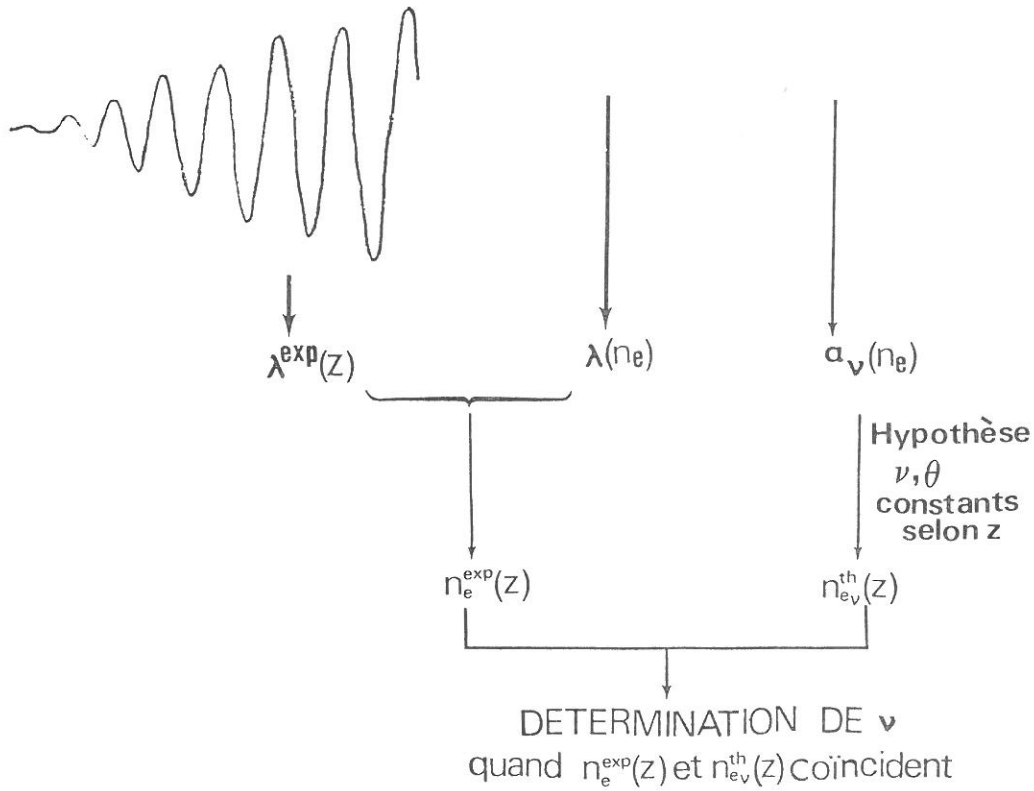 λ^exp(Z) λ(n_e) α_ν(n_e)
Hypothèse
ν, θ
constants
selon z
n_e^exp(z) n_eν^th(z)
DETERMINATION DE ν
quand n_e^exp(z) et n_eν^th(z) coïncident